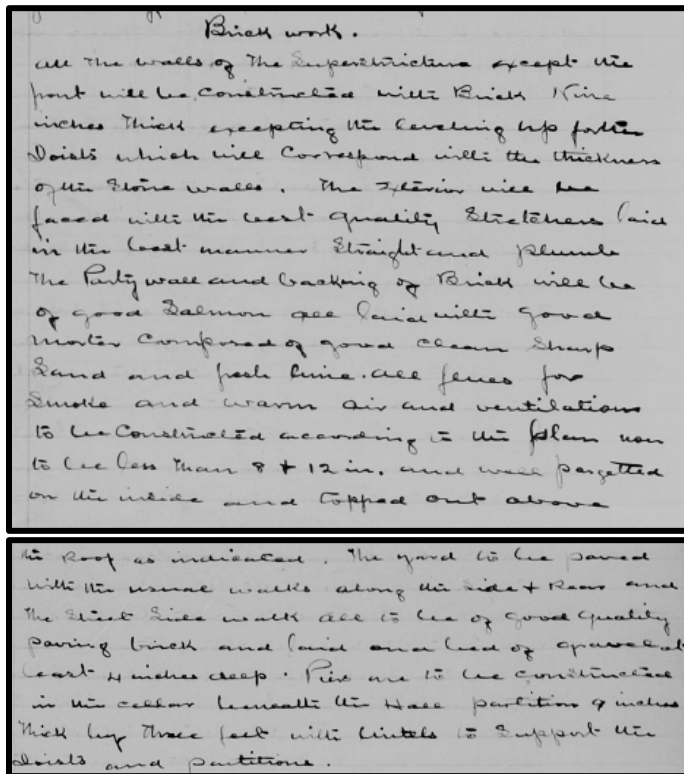 Brick work.
All the walls of the Superstructure except the
front will be Constructed with Brick Nine
inches thick excepting the leveling up for the
Joists which will Correspond with the thickness
of the Stone walls. The Exterior will be
faced with the best quality Stretchers laid
in the best manner Straight and plumb
The Party wall and backing of Brick will be
of good Salmon all laid with good
morter Composed of good clean Sharp
Sand and fresh lime. all flues for
Smoke and warm air and ventilations
to be Constructed according to the plan non
to be less than 8 + 12 in. and well pargetted
on the inside and topped out above
the Roof as indicated. The yard to be paved
with the usual walks along the side + Rear and
the Street Side walk all to be of good quality
paving brick and laid on a bed of gravel at
least 4 inches deep. Pier are to be constructed
in the cellar beneath the Hall partition 9 inches
thick by Three feet with lintels to Support the
Joists and partitions.